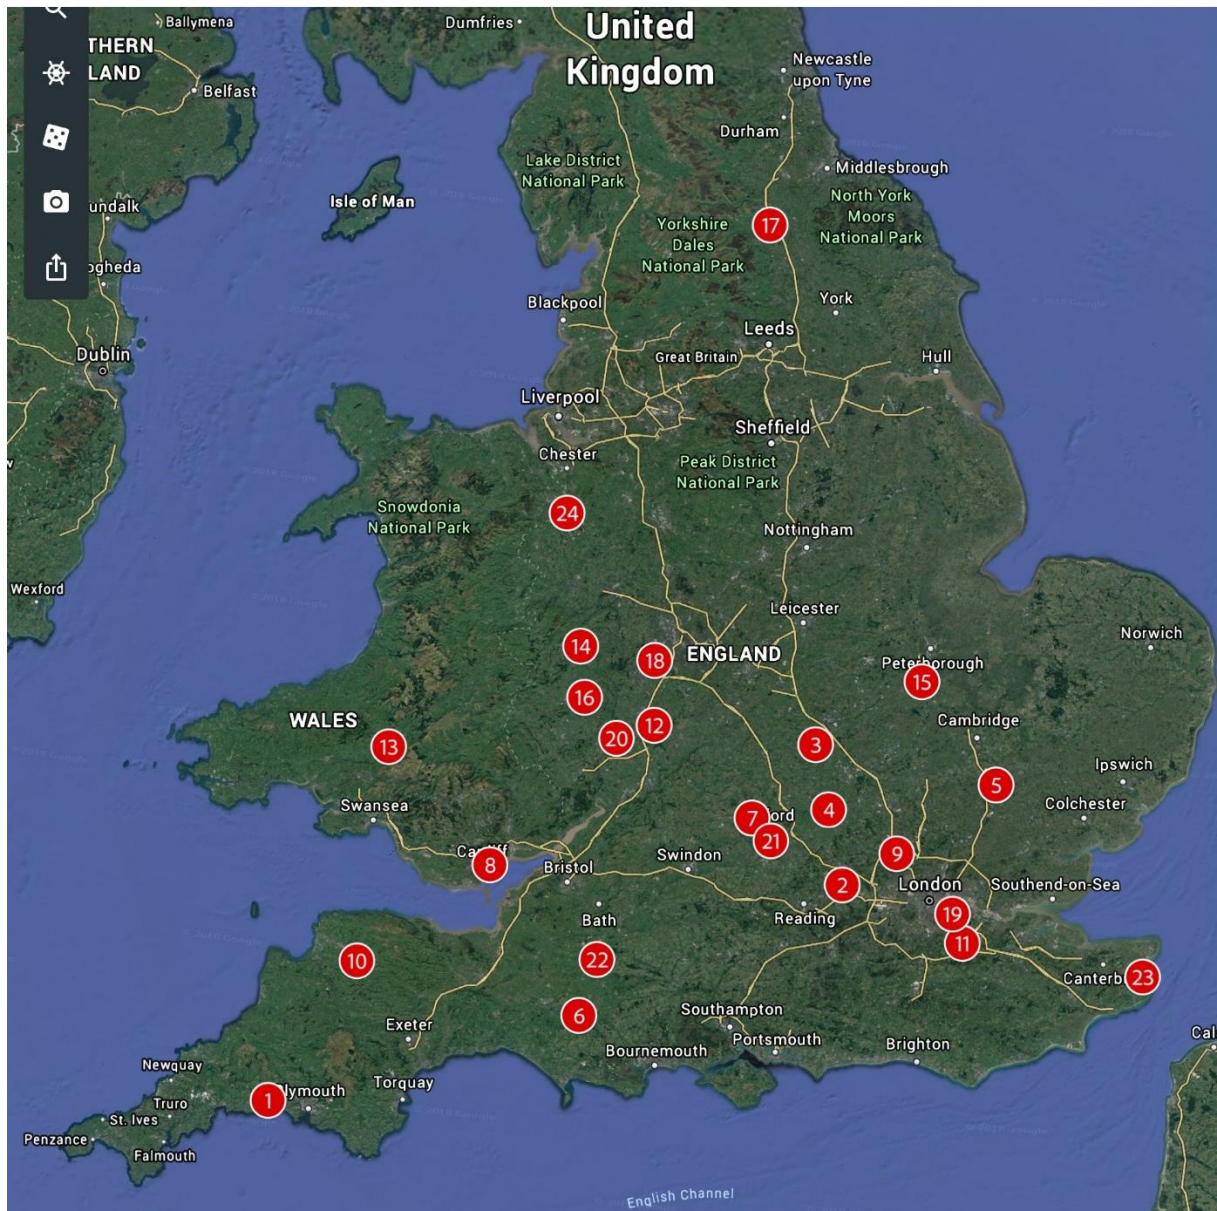 Ballymena
Dumfries
United
Kingdom
THERN
LAND
Belfast
Newcastle
upon Tyne
Durham
Lake District
National Park
Middlesbrough
Isle of Man
North York
Moors
National Park
undalk
17
Yorkshire
Dales
National Park
ogheda
Blackpool
York
Leeds
Dublin
Great Britain
Hull
Liverpool
Sheffield
Chester
Peak District
National Park
Snowdonia
National Park
24
Nottingham
Wexford
Leicester
Norwich
14
18
ENGLAND
Peterborough
15
16
WALES
12
Cambridge
20
13
3
Ipswich
5
Swansea
Colchester
4
7
ford
21
Cardiff
8
Bristol
Swindon
9
2
London
Southend-on-Sea
Reading
19
Bath
11
10
22
Canterb
23
Southampton
6
Exeter
Portsmouth
Brighton
Cal
Bournemouth
Newquay
Torquay
1
lymouth
Truro
St. Ives
Penzance
Falmouth
English Channel